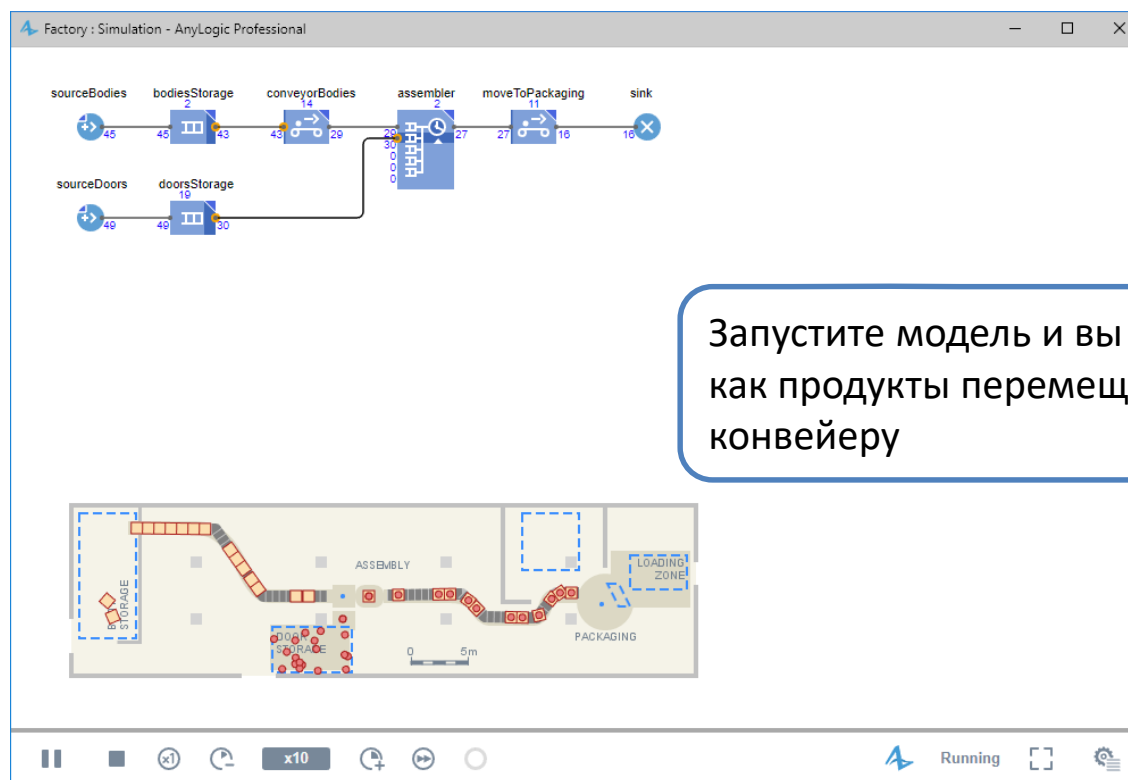 Factory : Simulation - AnyLogic Professional
sourceBodies bodiesStorage conveyorBodies assembler moveToPackaging sink
2 14 2 11
45 45 43 43 29 29 27 27 16 16
30
0
0
0
sourceDoors doorsStorage
19
49 49 30
Запустите модель и вы
как продукты перемещ
конвейеру
ASSEMBLY
LOADING
ZONE
STORAGE
DOOR
STORAGE
0 5m
PACKAGING
x1 x10 Running